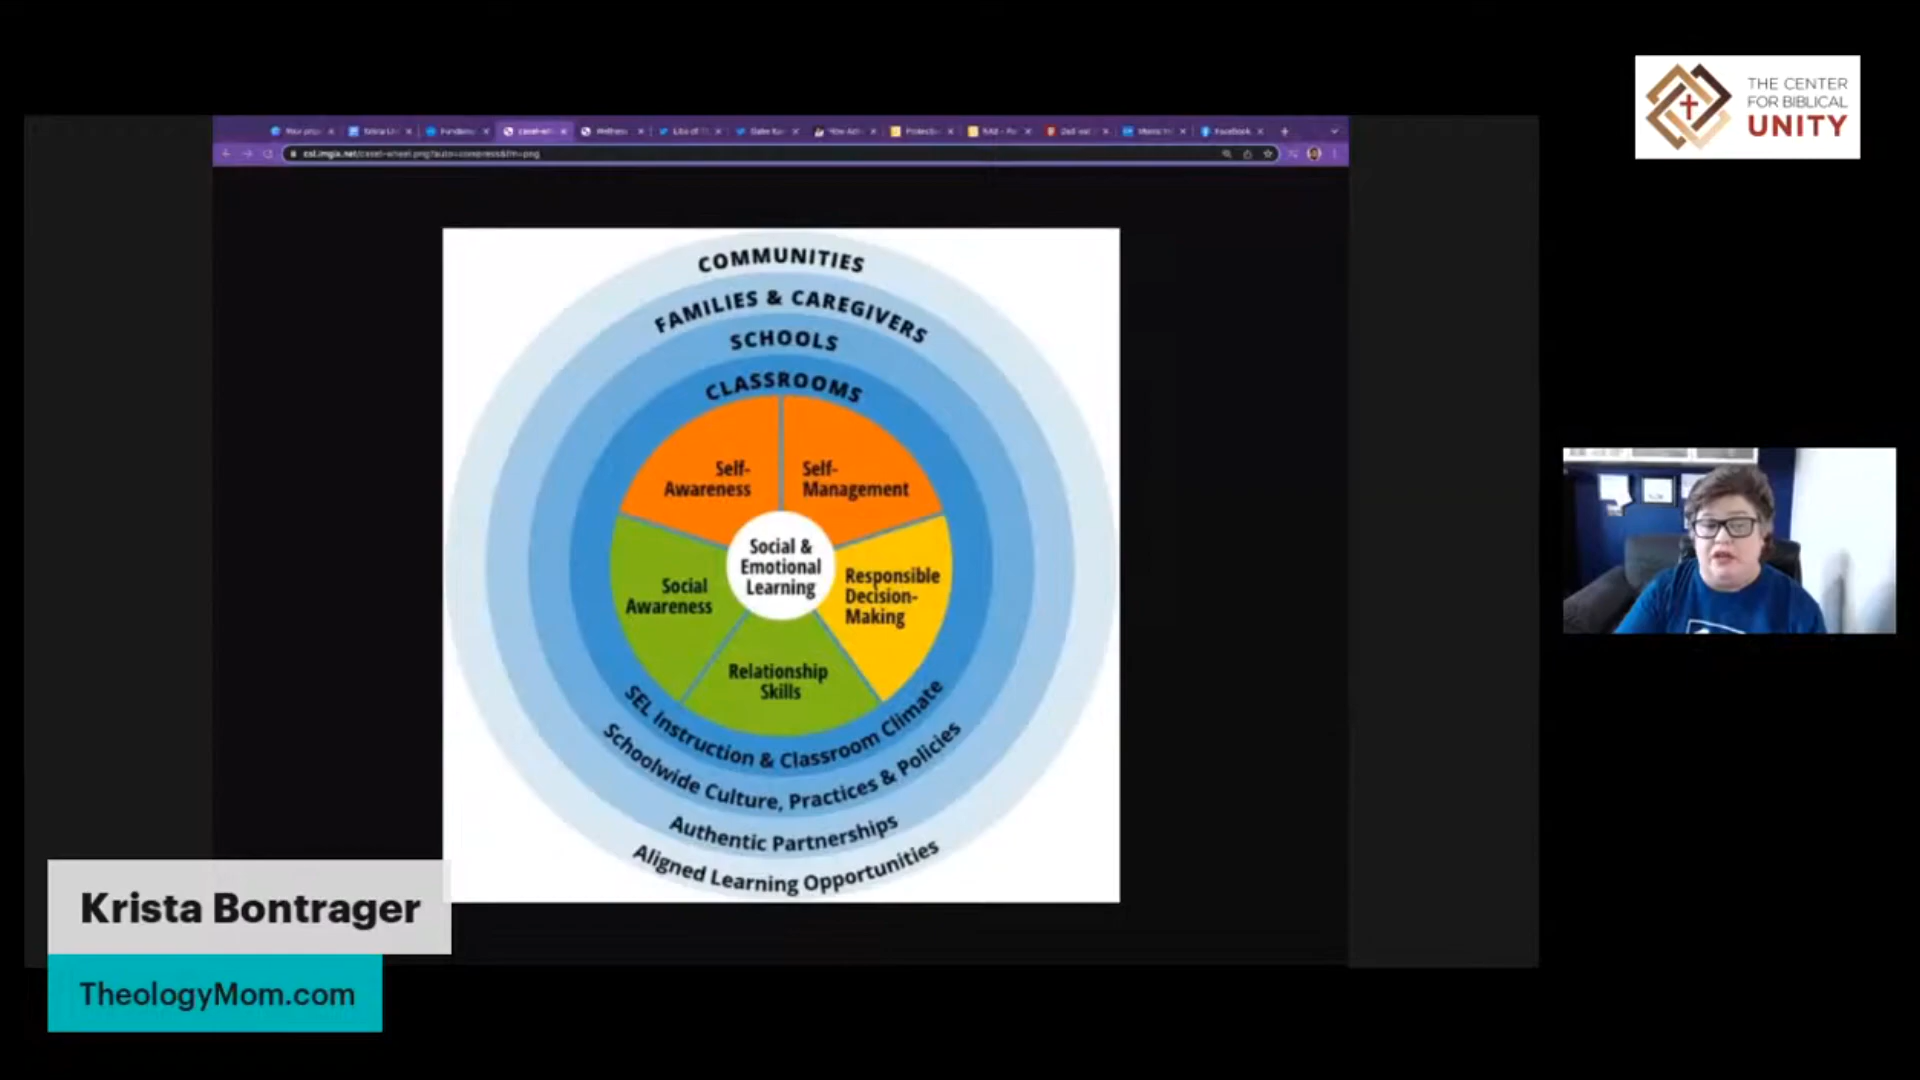 THE CENTER
FOR BIBLICAL
UNITY
Facebook
COMMUNITIES
FAMILIES & CAREGIVERS
SCHOOLS
CLASSROOMS
Self-
Awareness
Self-
Management
Social &
Emotional
Learning
Social
Awareness
Responsible
Decision-
Making
Relationship
Skills
SEL Instruction & Classroom Climate
Schoolwide Culture, Practices & Policies
Authentic Partnerships
Aligned Learning Opportunities
Krista Bontrager
TheologyMom.com